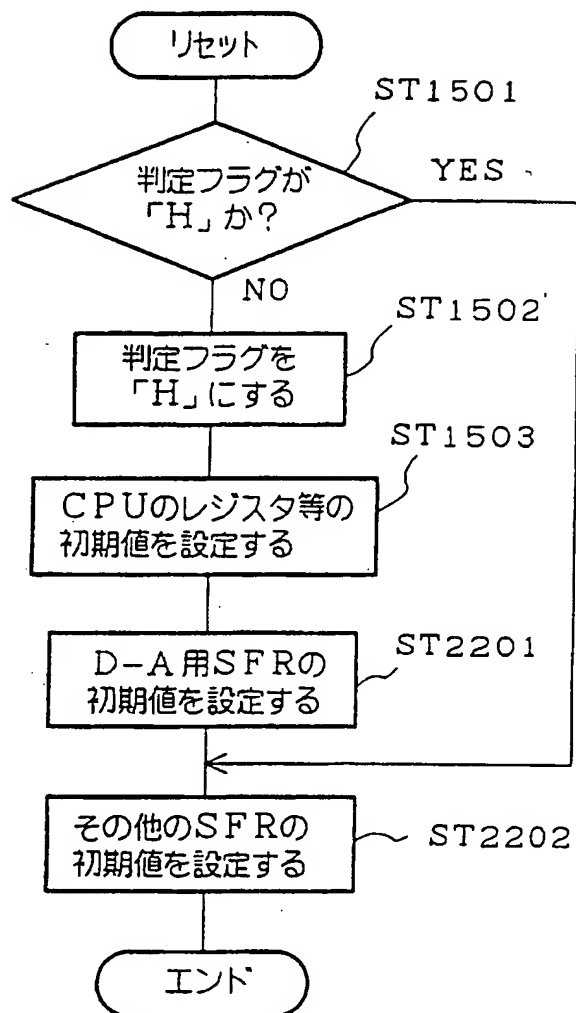 リセット
ST1501
判定フラグが
「H」か?
YES
NO
ST1502
判定フラグを
「H」にする
ST1503
CPUのレジスタ等の
初期値を設定する
ST2201
D-A用SFRの
初期値を設定する
その他のSFRの
初期値を設定する
ST2202
エンド